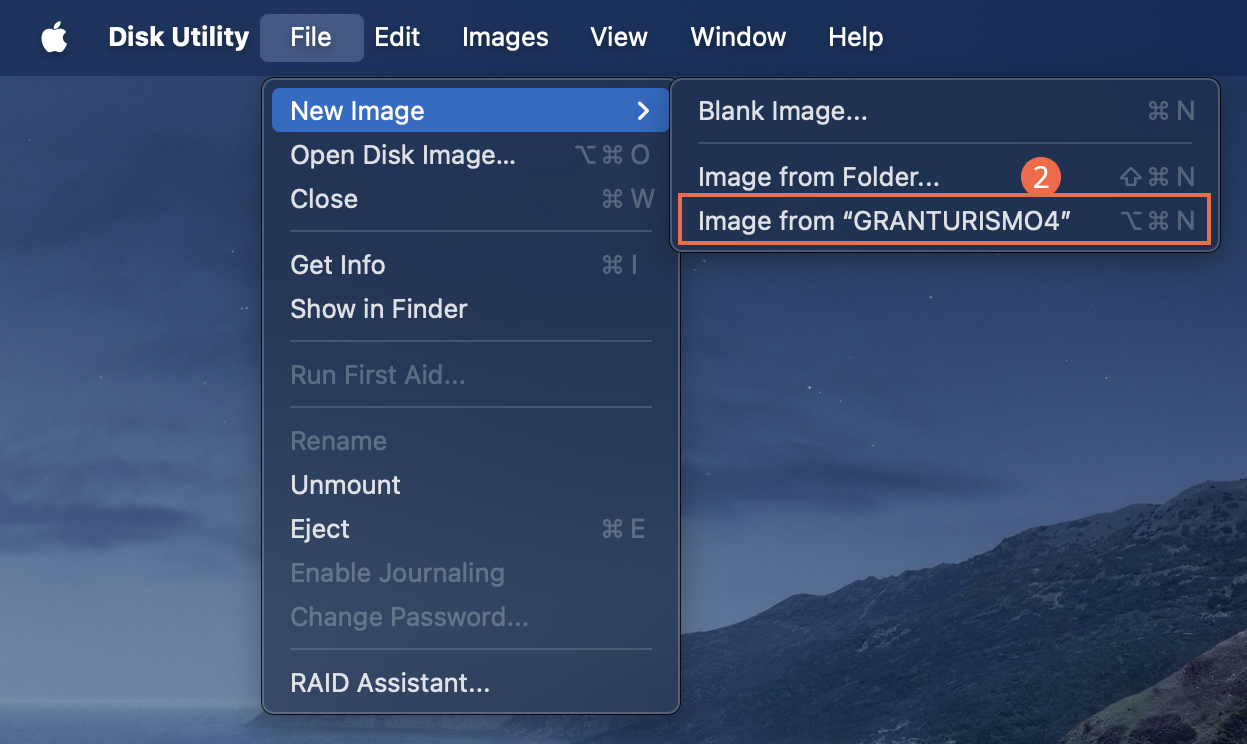 Disk Utility File Edit Images View Window Help
New Image
Open Disk Image... ⌥⌘ O
Close ⌘ W
Get Info ⌘ I
Show in Finder
Run First Aid...
Rename
Unmount
Eject ⌘ E
Enable Journaling
Change Password...
RAID Assistant...
Blank Image... ⌘ N
Image from Folder... 2 ⇧⌘ N
Image from “GRANTURISMO4” ⌥⌘ N